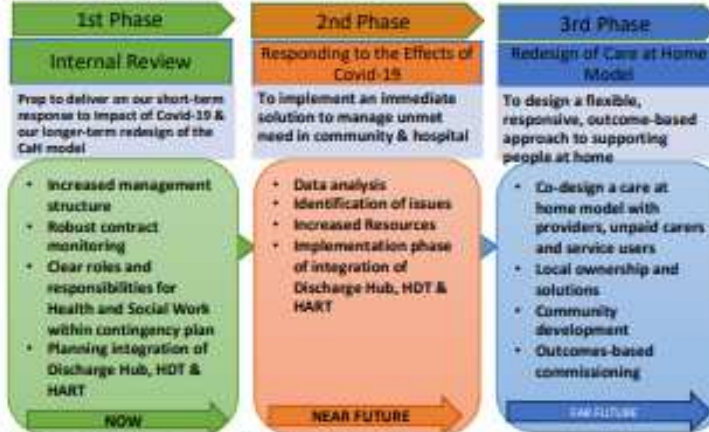 1st Phase
Internal Review
Prep to deliver on our short-term
response to Impact of Covid-19 &
our longer-term redesign of the
CaH model
• Increased management
structure
• Robust contract
monitoring
• Clear roles and
responsibilities for
Health and Social Work
within contingency plan
• Planning integration of
Discharge Hub, HDT &
HART
NOW
2nd Phase
Responding to the Effects of
Covid-19
To implement an immediate
solution to manage unmet
need in community & hospital
• Data analysis
• Identification of issues
• Increased Resources
• Implementation phase
of integration of
Discharge Hub, HDT &
HART
NEAR FUTURE
3rd Phase
Redesign of Care at Home
Model
To design a flexible,
responsive, outcome-based
approach to supporting
people at home
• Co-design a care at
home model with
providers, unpaid carers
and service users
• Local ownership and
solutions
• Community
development
• Outcomes-based
commissioning
FAR FUTURE